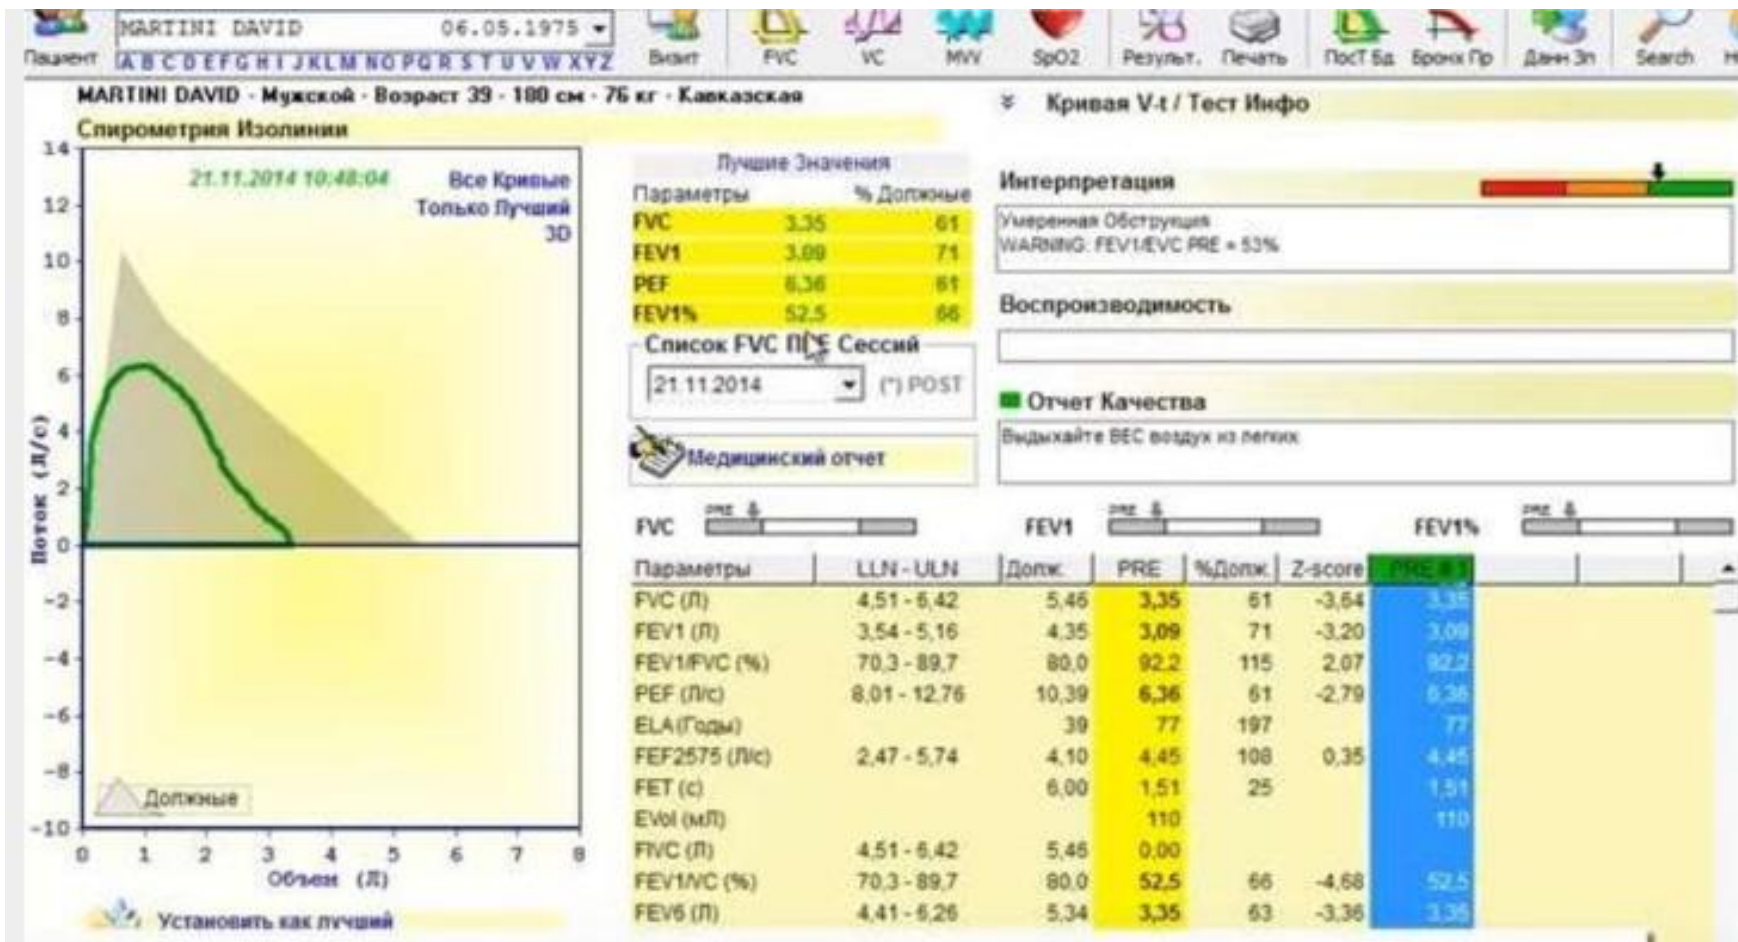 MARTINI DAVID 06.05.1975
Пациент A B C D E F G H I J K L M N O P Q R S T U V W X Y Z Визит FVC VC MVV SpO2 Результ. Печать ПосТ Бд Бронх Пр Данн Эп Search
MARTINI DAVID - Мужской - Возраст 39 - 180 см - 76 кг - Кавказская
Кривая V-t / Тест Инфо
Спирометрия Изолинии
21.11.2014 10:48:04
Все Кривые
Только Лучший
3D
14
12
10
8
6
4
2
0
-2
-4
-6
-8
-10
Поток (Л/с)
Должные
0 1 2 3 4 5 6 7 8
Объем (Л)
Установить как лучший
Лучшие Значения
Параметры % Должные
FVC 3,35 61
FEV1 3,09 71
PEF 6,36 61
FEV1% 52,5 66
Список FVC Сессий
21.11.2014 (*) POST
Медицинский отчет
Интерпретация
Умеренная Обструкция
WARNING: FEV1/EVC PRE = 53%
Воспроизводимость
Отчет Качества
Выдыхайте ВЕС воздух из легких
FVC PRE FEV1 PRE FEV1% PRE
Параметры LLN - ULN Долж. PRE %Долж. Z-score PRE # 1
FVC (Л) 4,51 - 6,42 5,46 3,35 61 -3,64 3,35
FEV1 (Л) 3,54 - 5,16 4,35 3,09 71 -3,20 3,09
FEV1/FVC (%) 70,3 - 89,7 80,0 92,2 115 2,07 92,2
PEF (Л/с) 8,01 - 12,76 10,39 6,36 61 -2,79 6,36
ELA (Годы) 39 77 197 77
FEF2575 (Л/с) 2,47 - 5,74 4,10 4,45 108 0,35 4,45
FET (с) 6,00 1,51 25 1,51
EVol (мЛ) 110 110
FIVC (Л) 4,51 - 6,42 5,46 0,00
FEV1/VC (%) 70,3 - 89,7 80,0 52,5 66 -4,68 52,5
FEV6 (Л) 4,41 - 6,26 5,34 3,35 63 -3,36 3,35